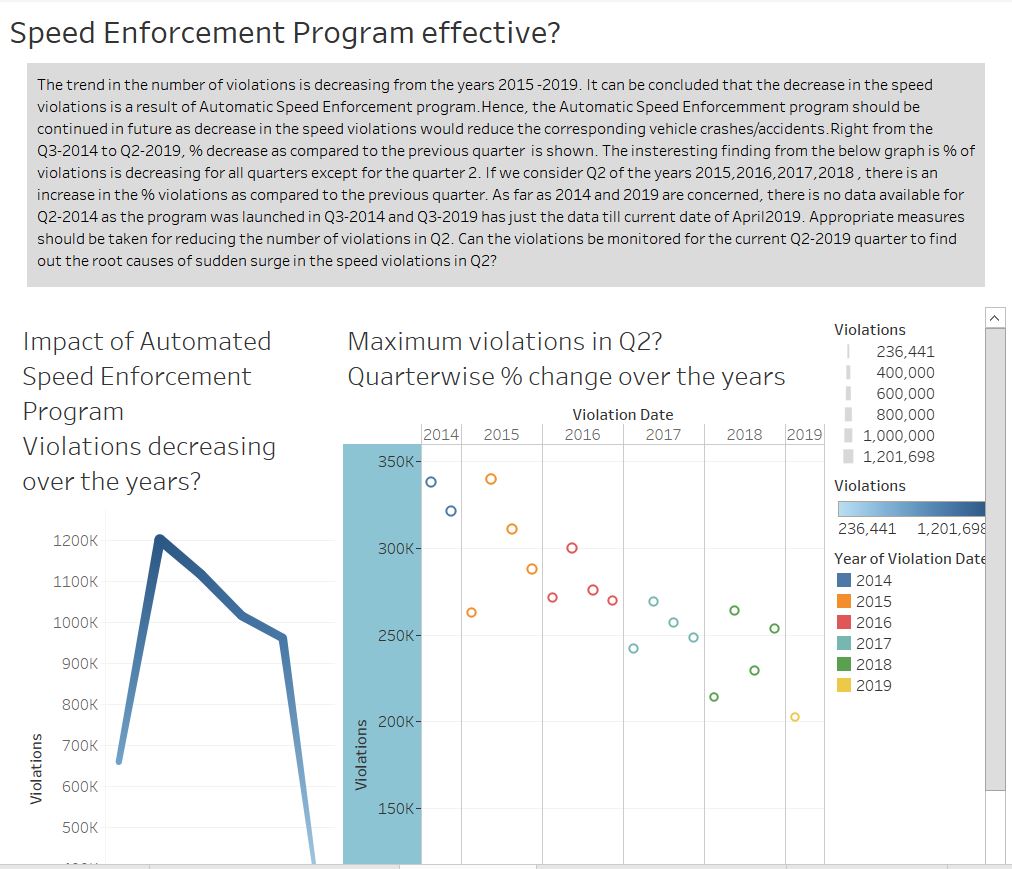 Speed Enforcement Program effective?
The trend in the number of violations is decreasing from the years 2015 -2019. It can be concluded that the decrease in the speed
violations is a result of Automatic Speed Enforcement program.Hence, the Automatic Speed Enforcemment program should be
continued in future as decrease in the speed violations would reduce the corresponding vehicle crashes/accidents.Right from the
Q3-2014 to Q2-2019, % decrease as compared to the previous quarter is shown. The insteresting finding from the below graph is % of
violations is decreasing for all quarters except for the quarter 2. If we consider Q2 of the years 2015,2016,2017,2018 , there is an
increase in the % violations as compared to the previous quarter. As far as 2014 and 2019 are concerned, there is no data available for
Q2-2014 as the program was launched in Q3-2014 and Q3-2019 has just the data till current date of April2019. Appropriate measures
should be taken for reducing the number of violations in Q2. Can the violations be monitored for the current Q2-2019 quarter to find
out the root causes of sudden surge in the speed violations in Q2?
Impact of Automated
Speed Enforcement
Program
Violations decreasing
over the years?
1200K
1100K
1000K
900K
800K
700K
600K
500K
Violations
Maximum violations in Q2?
Quarterwise % change over the years
Violation Date
2014 2015 2016 2017 2018 2019
350K
300K
250K
200K
150K
Violations
Violations
236,441
400,000
600,000
800,000
1,000,000
1,201,698
Violations
236,441 1,201,698
Year of Violation Date
2014
2015
2016
2017
2018
2019